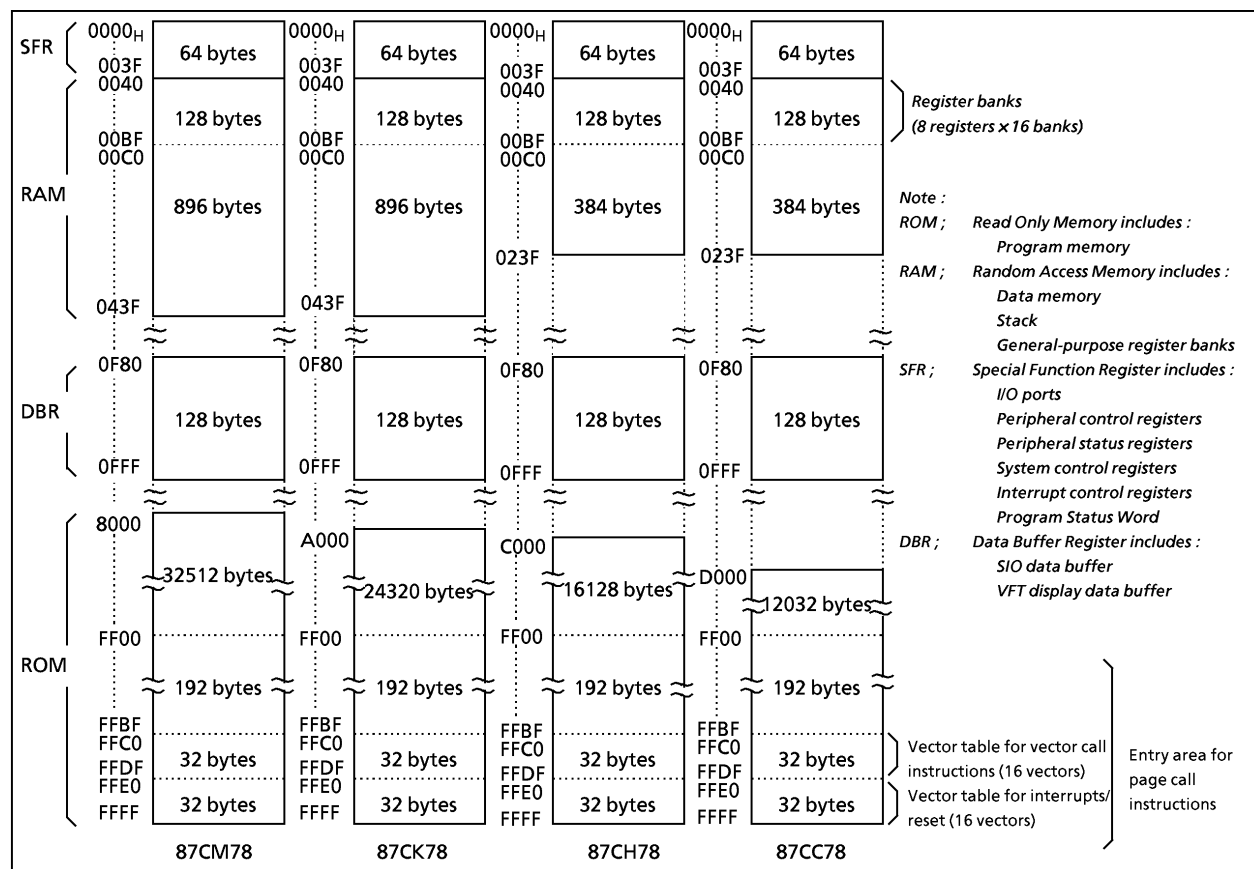 SFR
RAM
DBR
ROM
0000H
003F
0040
00BF
00C0
043F
0F80
0FFF
8000
FF00
FFBF
FFC0
FFDF
FFE0
FFFF
64 bytes
128 bytes
896 bytes
128 bytes
32512 bytes
192 bytes
32 bytes
32 bytes
87CM78
0000H
003F
0040
00BF
00C0
043F
0F80
0FFF
A000
FF00
FFBF
FFC0
FFDF
FFE0
FFFF
64 bytes
128 bytes
896 bytes
128 bytes
24320 bytes
192 bytes
32 bytes
32 bytes
87CK78
0000H
003F
0040
00BF
00C0
023F
0F80
0FFF
C000
FF00
FFBF
FFC0
FFDF
FFE0
FFFF
64 bytes
128 bytes
384 bytes
128 bytes
16128 bytes
192 bytes
32 bytes
32 bytes
87CH78
0000H
003F
0040
00BF
00C0
023F
0F80
0FFF
D000
FF00
FFBF
FFC0
FFDF
FFE0
FFFF
64 bytes
128 bytes
384 bytes
128 bytes
12032 bytes
192 bytes
32 bytes
32 bytes
87CC78
Register banks
(8 registers × 16 banks)
Note :
ROM ; Read Only Memory includes :
Program memory
RAM ; Random Access Memory includes :
Data memory
Stack
General-purpose register banks
SFR ; Special Function Register includes :
I/O ports
Peripheral control registers
Peripheral status registers
System control registers
Interrupt control registers
Program Status Word
DBR ; Data Buffer Register includes :
SIO data buffer
VFT display data buffer
Vector table for vector call
instructions (16 vectors)
Vector table for interrupts/
reset (16 vectors)
Entry area for
page call
instructions